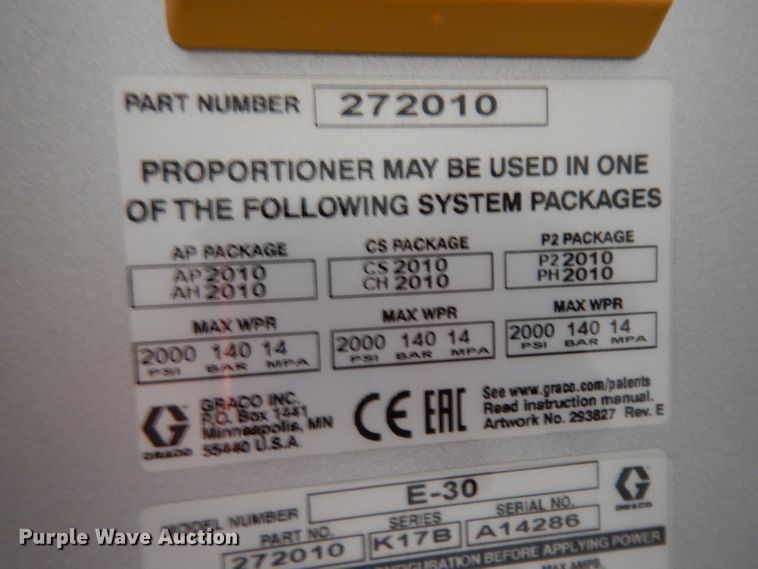 PART NUMBER 272010
PROPORTIONER MAY BE USED IN ONE
OF THE FOLLOWING SYSTEM PACKAGES
AP PACKAGE CS PACKAGE P2 PACKAGE
AP2010 CS2010 P22010
AH2010 CH2010 PH2010
MAX WPR MAX WPR MAX WPR
2000 140 14 2000 140 14 2000 140 14
PSI BAR MPA PSI BAR MPA PSI BAR MPA
GRACO
GRACO INC.
P.O. Box 1441
Minneapolis, MN
55440 U.S.A.
CE EAC
See www.graco.com/patents
Read instruction manual.
Artwork No. 293827 Rev. E
MODEL NUMBER E-30
GRACO
PART NO. SERIES SERIAL NO.
272010 K17B A14286
CONFIGURATION BEFORE APPLYING POWER
MAX AMPS
Purple Wave Auction